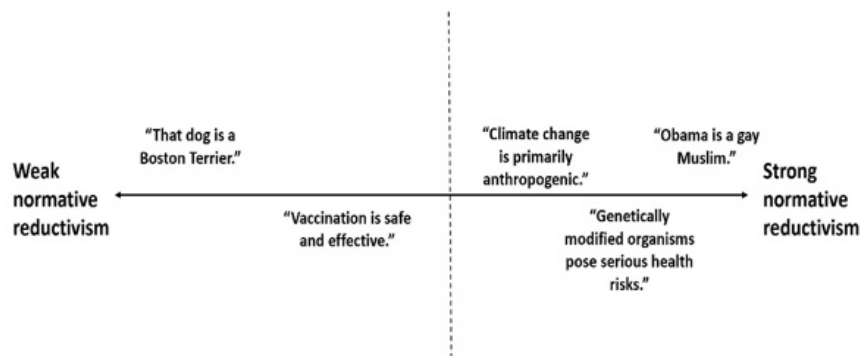 “That dog is a
Boston Terrier.”
“Climate change
is primarily
anthropogenic.”
“Obama is a gay
Muslim.”
Weak
normative
reductivism
Strong
normative
reductivism
“Vaccination is safe
and effective.”
“Genetically
modified organisms
pose serious health
risks.”